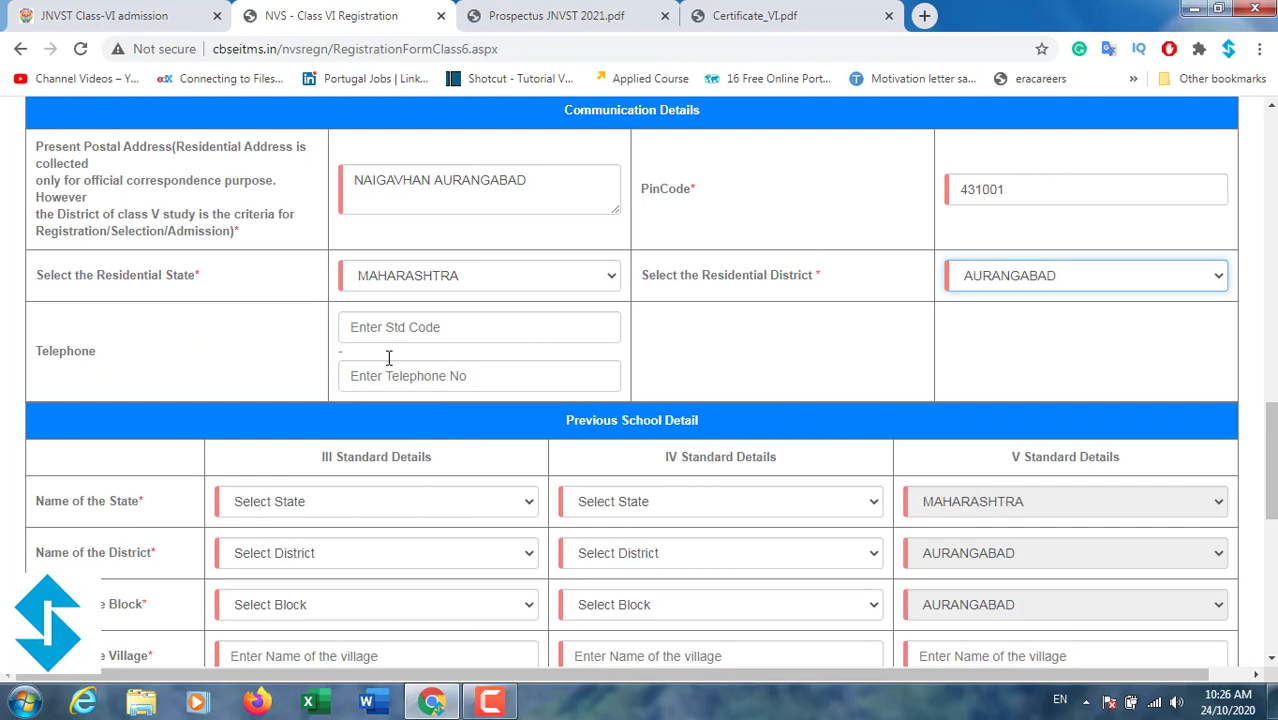 JNVST Class-VI admission
NVS - Class VI Registration
Prospectus JNVST 2021.pdf
Certificate_VI.pdf
Not secure
cbseitms.in/nvsregn/RegistrationFormClass6.aspx
Channel Videos – Y...
Connecting to Files...
Portugal Jobs | Link...
Shotcut - Tutorial V...
Applied Course
16 Free Online Port...
Motivation letter sa...
eracareers
»
Other bookmarks
Communication Details
Present Postal Address(Residential Address is
collected
only for official correspondence purpose.
However
the District of class V study is the criteria for
Registration/Selection/Admission)*
NAIGAVHAN AURANGABAD
PinCode*
431001
Select the Residential State*
MAHARASHTRA
Select the Residential District *
AURANGABAD
Telephone
Enter Std Code
-
Enter Telephone No
Previous School Detail
III Standard Details
IV Standard Details
V Standard Details
Name of the State*
Select State
Select State
MAHARASHTRA
Name of the District*
Select District
Select District
AURANGABAD
Block*
Select Block
Select Block
AURANGABAD
Village*
Enter Name of the village
Enter Name of the village
Enter Name of the village
EN
10:26 AM
24/10/2020